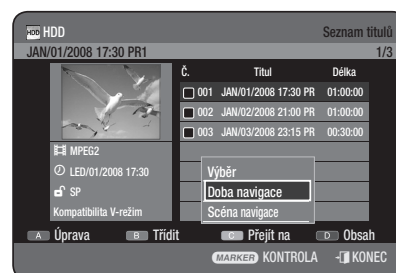 HDD HDD Seznam titulů
JAN/01/2008 17:30 PR1 1/3
Č. Titul Délka
001 JAN/01/2008 17:30 PR 01:00:00
002 JAN/02/2008 21:00 PR 01:00:00
003 JAN/03/2008 23:15 PR 00:30:00
MPEG2
LED/01/2008 17:30
SP
Kompatibilita V-režim
Výběr
Doba navigace
Scéna navigace
A Úprava B Třídit C Přejít na D Obsah
MARKER KONTROLA KONEC